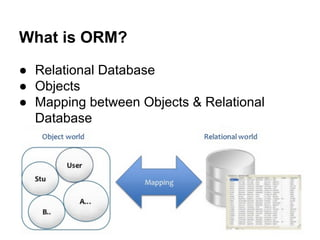 What is ORM?
● Relational Database
● Objects
● Mapping between Objects & Relational
Database
Object world
Relational world
User
Stu
Mapping
A...
B..